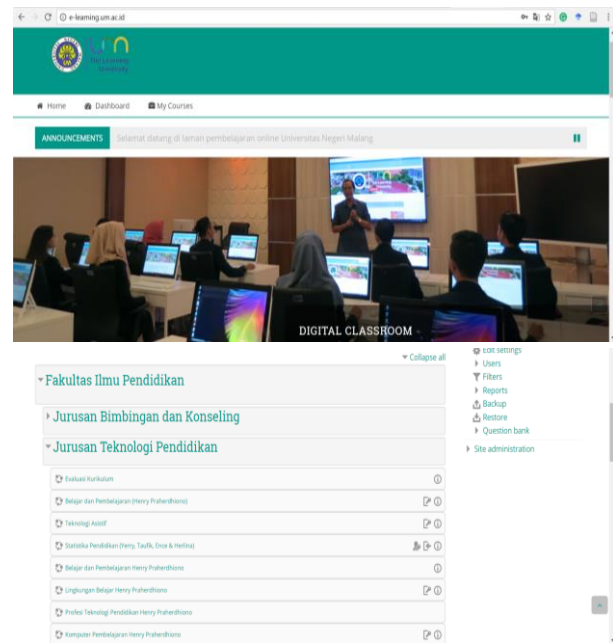 e-learning.um.ac.id
UM
The Learning
University
Home Dashboard My Courses
ANNOUNCEMENTS Selamat datang di laman pembelajaran online Universitas Negeri Malang
DIGITAL CLASSROOM
Collapse all
Edit settings
Fakultas Ilmu Pendidikan
Users
Filters
Reports
Backup
Jurusan Bimbingan dan Konseling
Restore
Question bank
Jurusan Teknologi Pendidikan
Site administration
Evaluasi Kurikulum
Belajar dan Pembelajaran (Henry Praherdhiono)
Teknologi Asistif
Statistika Pendidikan (Henry, Taufik, Ence & Herlina)
Belajar dan Pembelajaran Henry Praherdhiono
Lingkungan Belajar Henry Praherdhiono
Profesi Teknologi Pendidikan Henry Praherdhiono
Komputer Pembelajaran Henry Praherdhiono